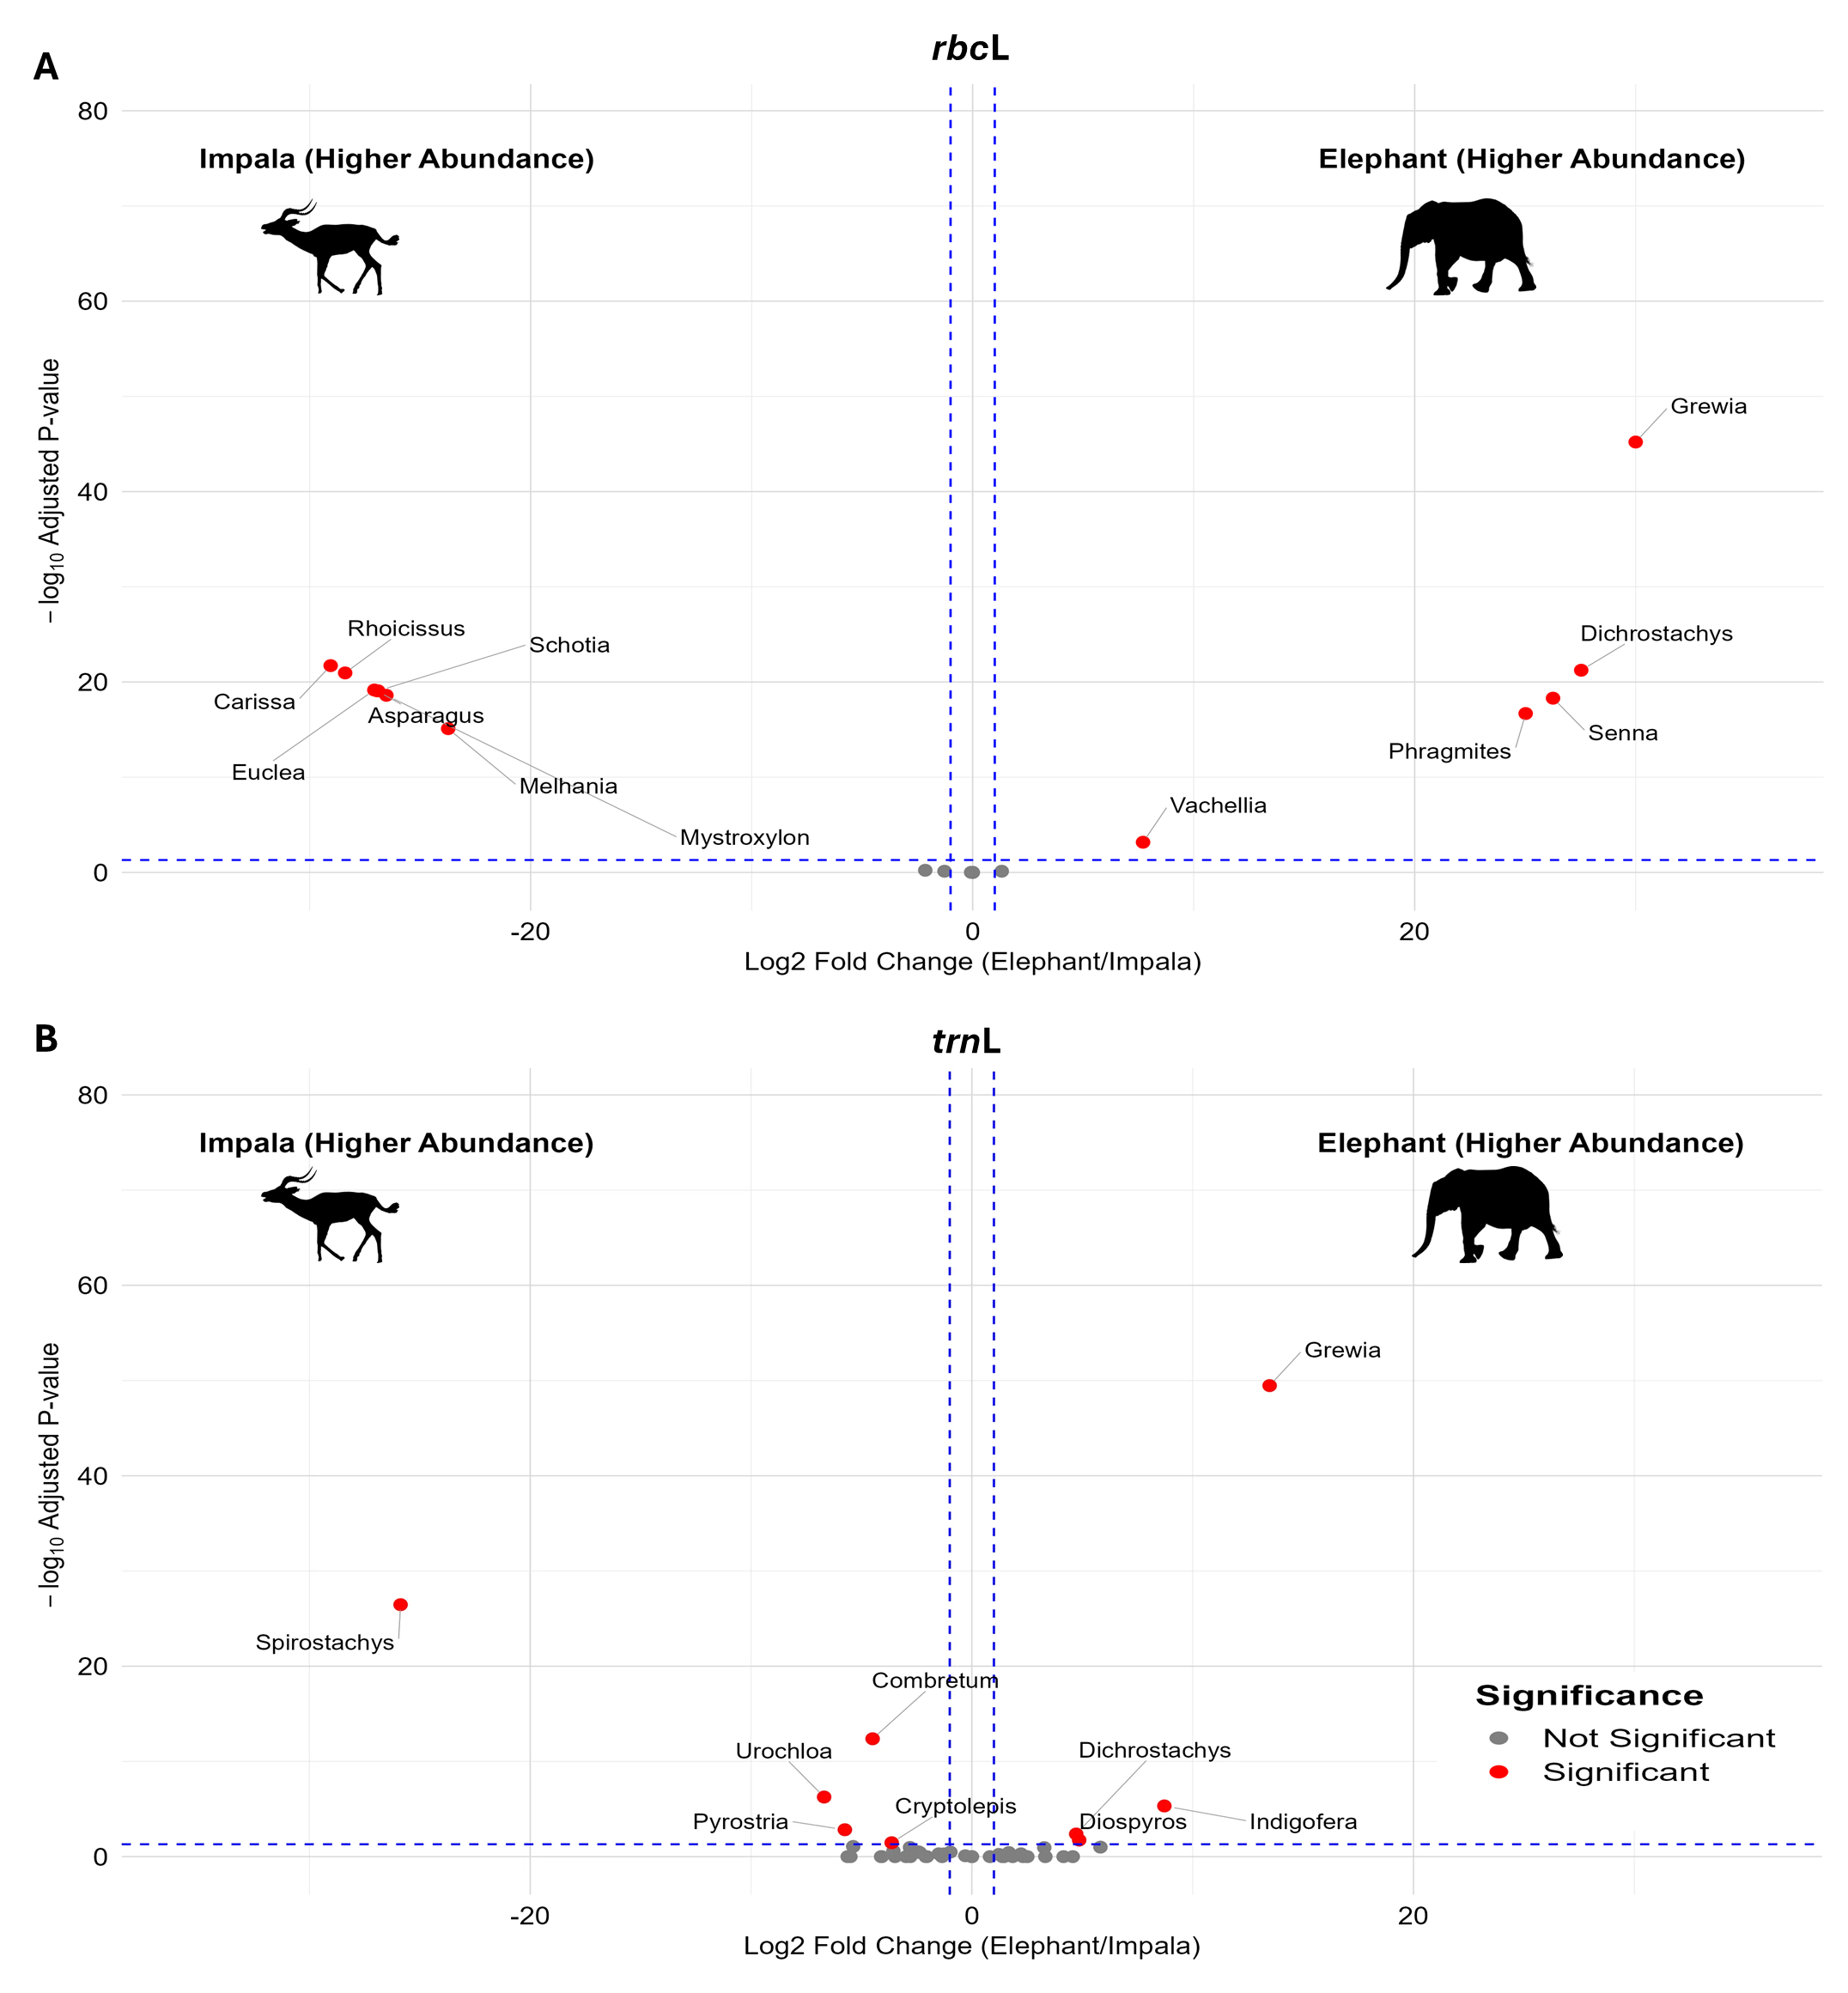 A
rbcL
80
Impala (Higher Abundance)
Elephant (Higher Abundance)
60
Grewia
40
Rhoicissus
Schotia
Dichrostachys
20
Carissa
Asparagus
Senna
Phragmites
Euclea
Melhania
Vachellia
Mystroxylon
0
− log10 Adjusted P-value
-20
0
20
Log2 Fold Change (Elephant/Impala)
B
trnL
80
Impala (Higher Abundance)
Elephant (Higher Abundance)
60
Grewia
40
Spirostachys
20
Combretum
Significance
Not Significant
Significant
Urochloa
Dichrostachys
Cryptolepis
Pyrostria
Diospyros
Indigofera
0
− log10 Adjusted P-value
-20
0
20
Log2 Fold Change (Elephant/Impala)